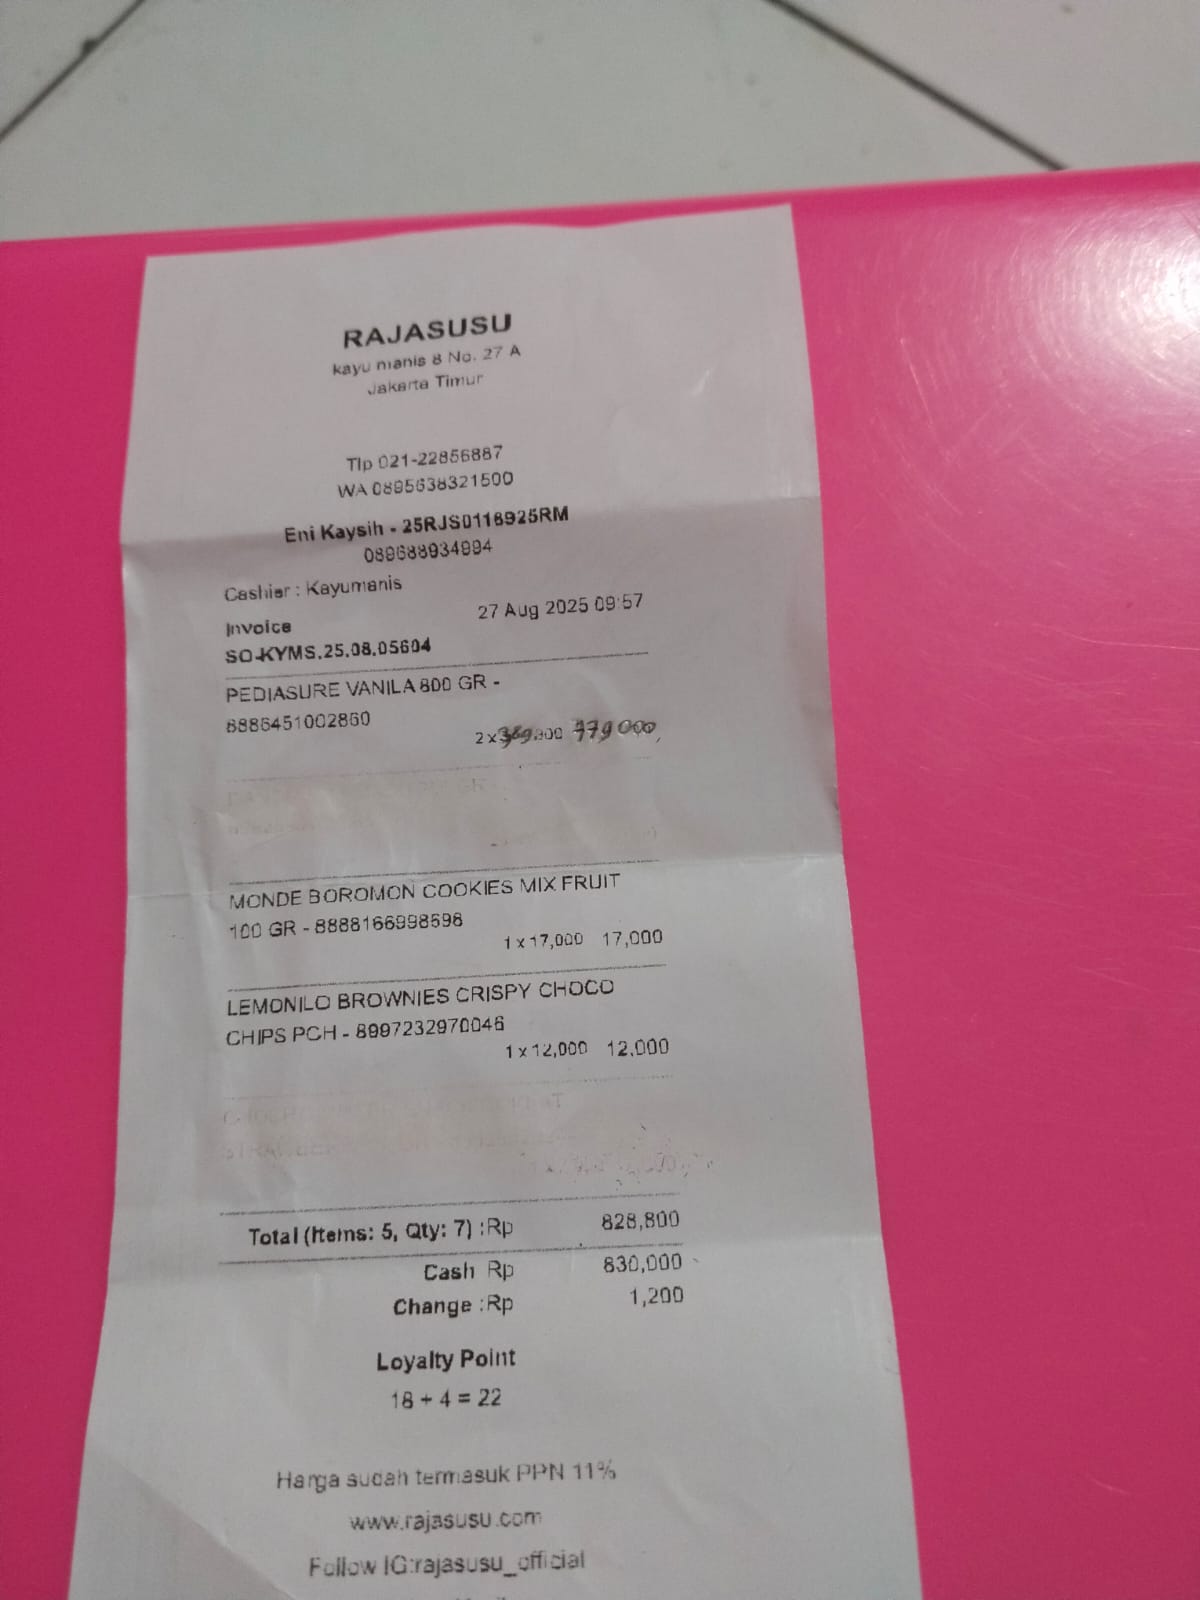 RAJASUSU
kayu manis 8 No. 27 A
Jakarta Timur
Tlp 021-22856887
WA 0895638321500
Eni Kaysih - 25RJS0118925RM
089688934994
Cashier : Kayumanis
27 Aug 2025 09:57
Invoice
SO-KYMS.25.08.05604
PEDIASURE VANILA 800 GR -
8886451002860
2 x
MONDE BOROMON COOKIES MIX FRUIT
100 GR - 8888166998598
1 x 17,000 17,000
LEMONILO BROWNIES CRISPY CHOCO
CHIPS PCH - 8997232970046
1 x 12,000 12,000
Total (Items: 5, Qty: 7) :Rp 828,800
Cash Rp 830,000
Change :Rp 1,200
Loyalty Point
18 + 4 = 22
Harga sudah termasuk PPN 11%
www.rajasusu.com
Follow IG:rajasusu_official